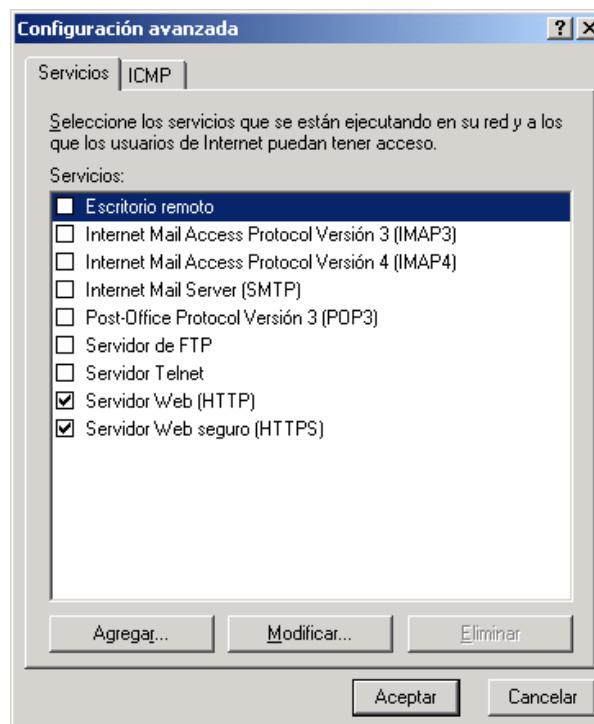 Configuración avanzada
Servicios
ICMP
Seleccione los servicios que se están ejecutando en su red y a los
que los usuarios de Internet puedan tener acceso.
Servicios:
Escritorio remoto
Internet Mail Access Protocol Versión 3 (IMAP3)
Internet Mail Access Protocol Versión 4 (IMAP4)
Internet Mail Server (SMTP)
Post-Office Protocol Versión 3 (POP3)
Servidor de FTP
Servidor Telnet
Servidor Web (HTTP)
Servidor Web seguro (HTTPS)
Agregar... Modificar... Eliminar
Aceptar Cancelar